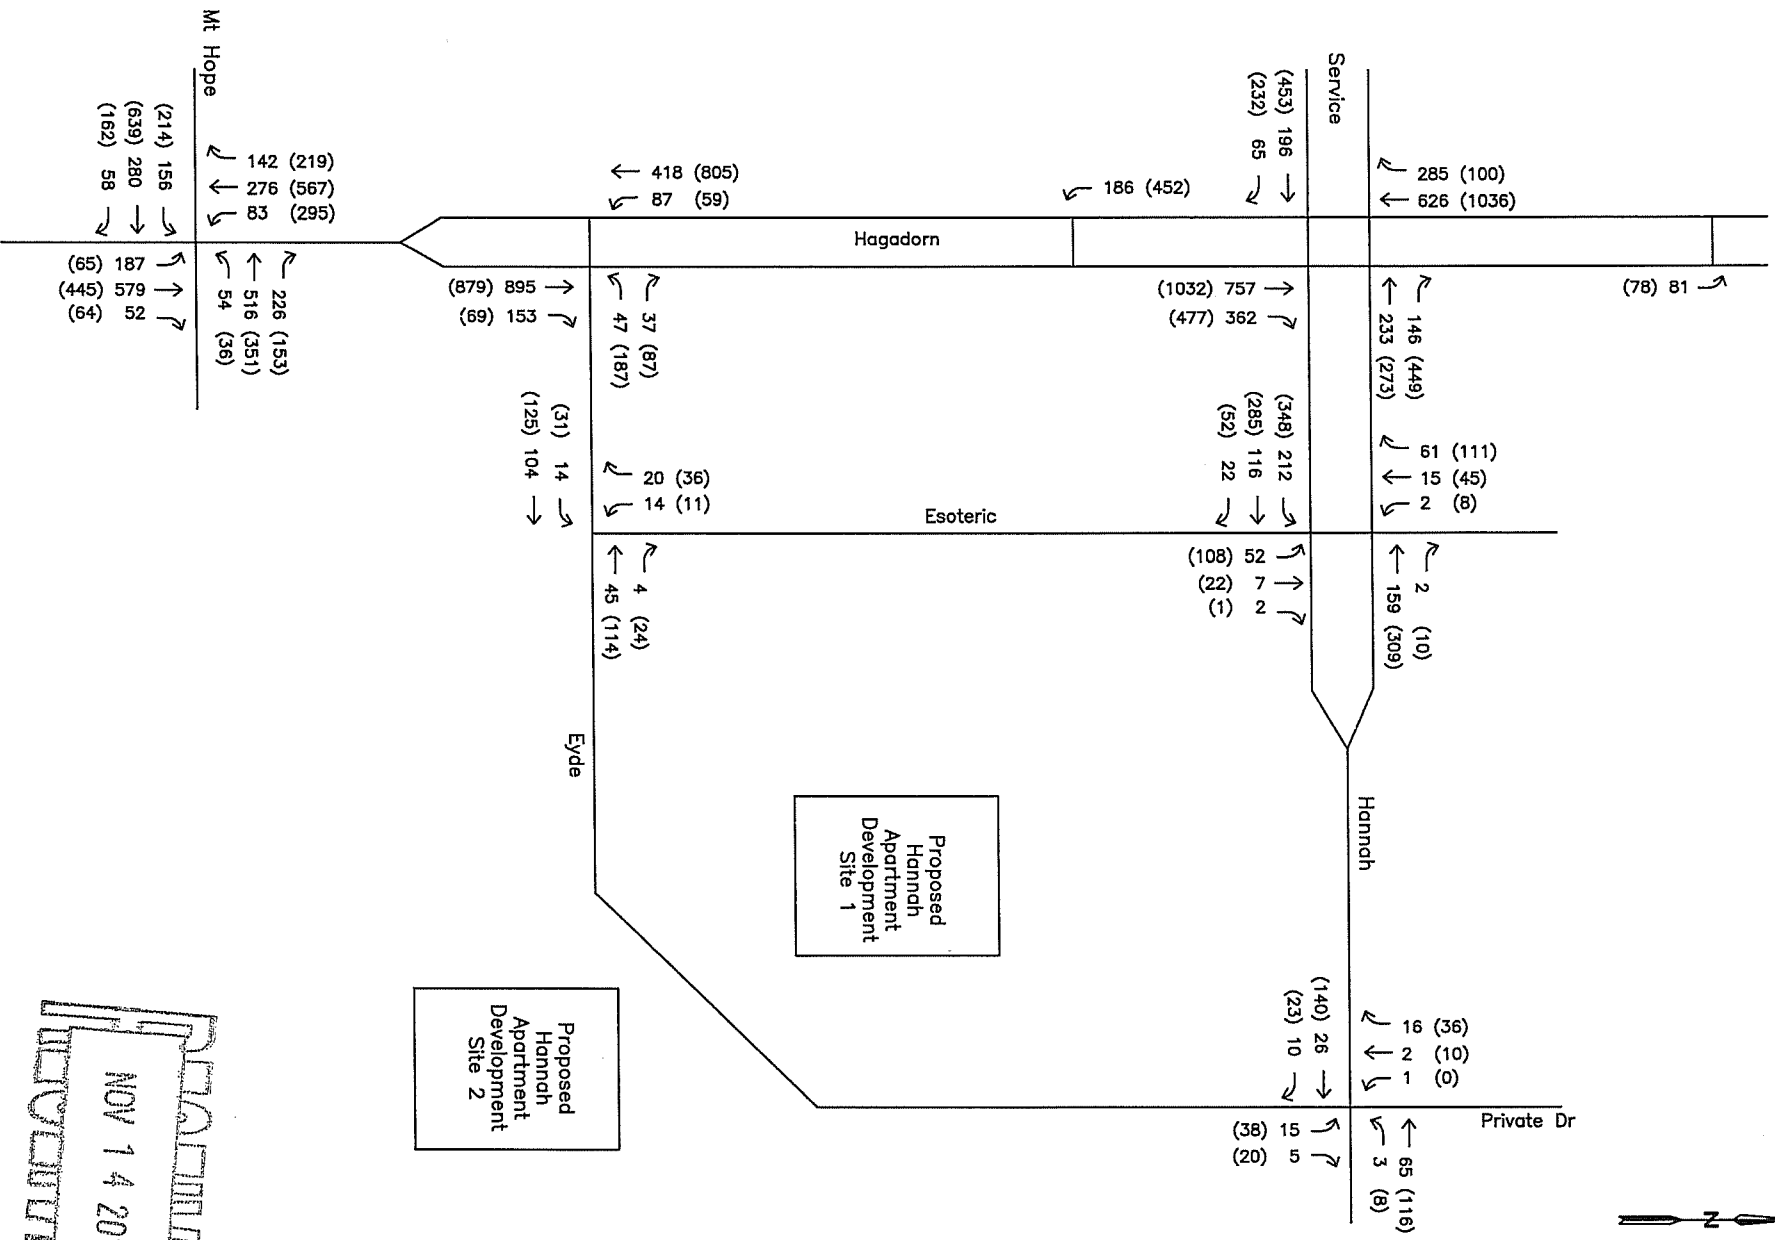 Mt Hope
(214) 156
(639) 280
(162) 58
142 (219)
276 (567)
83 (295)
(65) 187
(445) 579
(64) 52
226 (153)
516 (351)
54 (36)
418 (805)
87 (59)
186 (452)
Hagadorn
(879) 895
(69) 153
37 (87)
47 (187)
Service
(453) 196
(232) 65
285 (100)
626 (1036)
(1032) 757
(477) 362
146 (449)
233 (273)
(78) 81
(31) 14
(125) 104
20 (36)
14 (11)
Esoteric
4 (24)
45 (114)
(348) 212
(285) 116
(52) 22
61 (111)
15 (45)
2 (8)
(108) 52
(22) 7
(1) 2
2 (10)
159 (309)
Eyde
Hannah
Proposed
Hannah
Apartment
Development
Site 1
Proposed
Hannah
Apartment
Development
Site 2
(140) 26
(23) 10
16 (36)
2 (10)
1 (0)
Private Dr
(38) 15
(20) 5
65 (116)
3 (8)
N
NOV 14 20